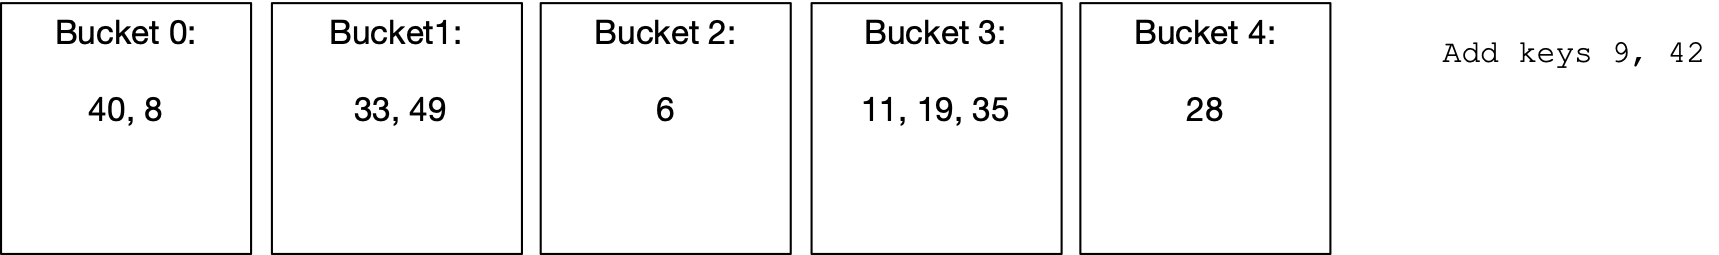 Bucket 0:
40, 8
Bucket1:
33, 49
Bucket 2:
6
Bucket 3:
11, 19, 35
Bucket 4:
28
Add keys 9, 42